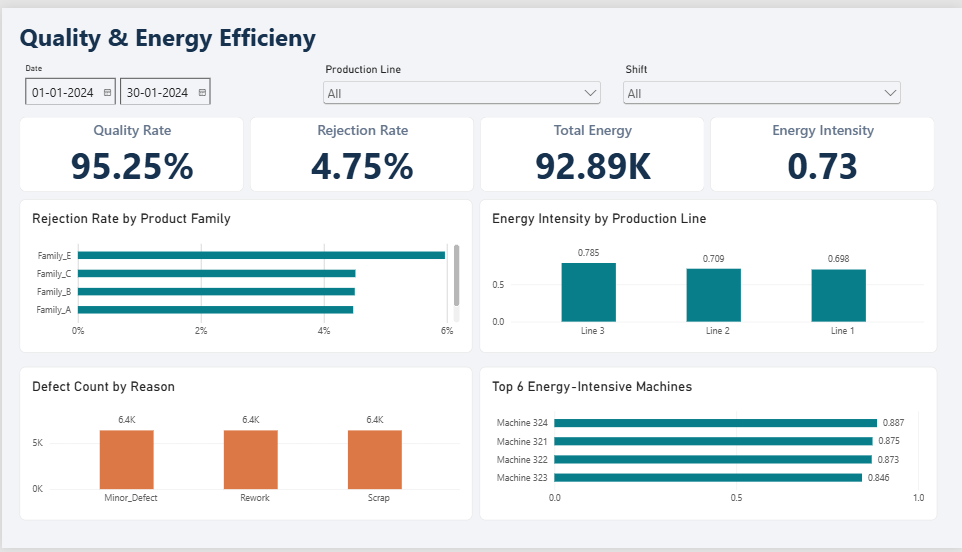 Quality & Energy Efficieny
Date
01-01-2024
30-01-2024
Production Line
All
Shift
All
Quality Rate
95.25%
Rejection Rate
4.75%
Total Energy
92.89K
Energy Intensity
0.73
Rejection Rate by Product Family
Family_E
Family_C
Family_B
Family_A
0% 2% 4% 6%
Energy Intensity by Production Line
0.785 0.709 0.698
0.5
0.0
Line 3 Line 2 Line 1
Defect Count by Reason
6.4K 6.4K 6.4K
5K
0K
Minor_Defect Rework Scrap
Top 6 Energy-Intensive Machines
Machine 324 0.887
Machine 321 0.875
Machine 322 0.873
Machine 323 0.846
0.0 0.5 1.0